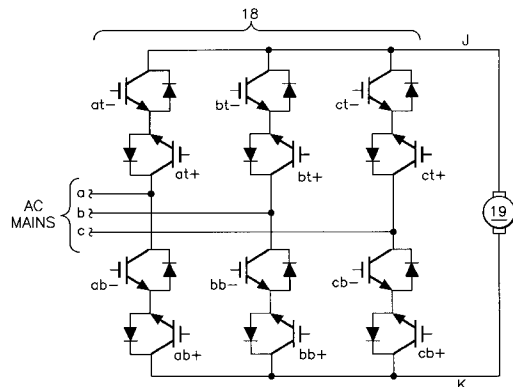 18
J
at-
bt-
ct-
at+
bt+
ct+
AC
MAINS
a
b
c
19
ab-
bb-
cb-
ab+
bb+
cb+
K